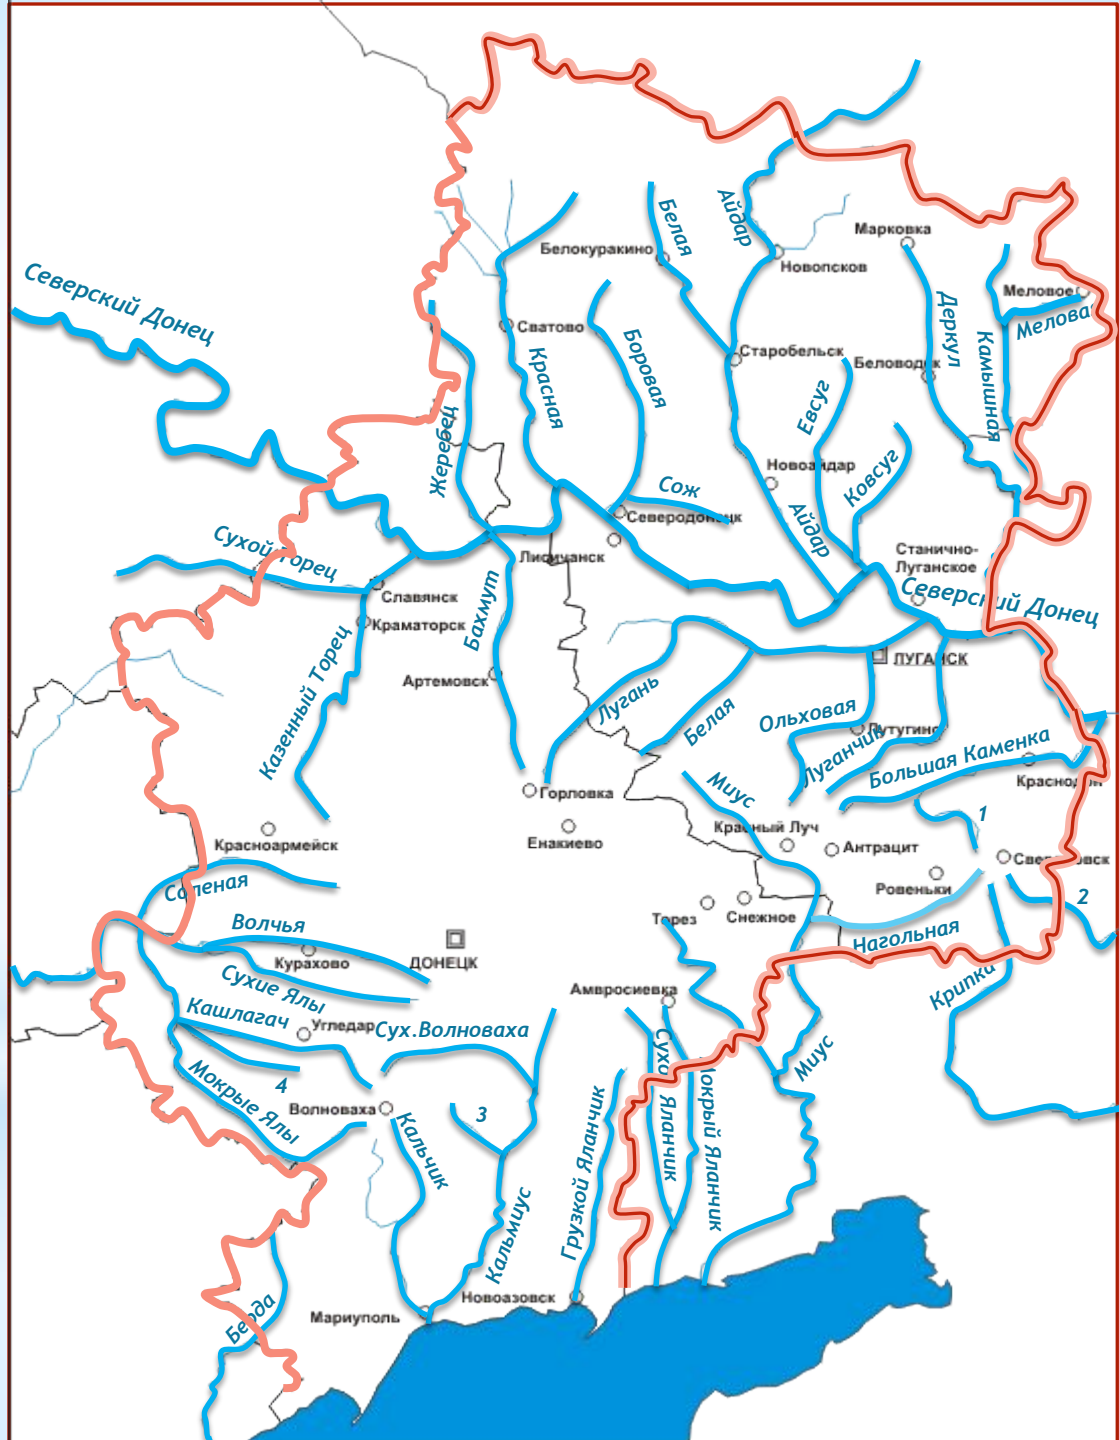 Айдар
Белая
Марковка
Белокуракино
Новопсков
Северский Донец
Меловое
Меловая
Деркул
Сватово
Боровая
Камышная
Красная
Старобельск
Беловодск
Евсуг
Жеребец
Новоайдар
Ковсуг
Сож
Северодонецк
Айдар
Сухой Торец
Лисичанск
Станично-
Луганское
Северский Донец
Славянск
Бахмут
Краматорск
ЛУГАНСК
Казенный Торец
Артемовск
Лугань
Белая
Ольховая
Лутугино
Луганчик
Большая Каменка
Краснодон
Миус
Горловка
1
Красный Луч
Енакиево
Красноармейск
Антрацит
Свердловск
Соленая
Ровеньки
2
Торез
Снежное
Волчья
Нагольная
Курахово
ДОНЕЦК
Крипка
Сухие Ялы
Амвросиевка
Кашлагач
Угледар
Сух.Волноваха
Миус
4
Мокрые Ялы
Волноваха
3
Кальчик
Сухой Яланчик
Мокрый Яланчик
Грузкой Яланчик
Кальмиус
Новоазовск
Берда
Мариуполь